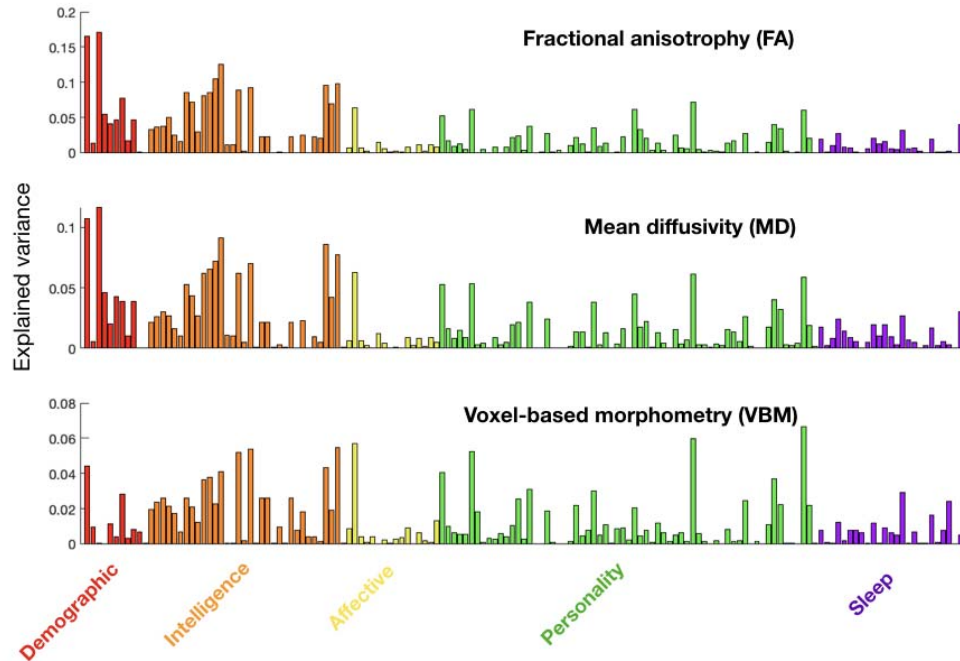 0.2
Fractional anisotropy (FA)
0.15
0.1
0.05
0
Mean diffusivity (MD)
0.1
0.05
0
Explained variance
0.08
Voxel-based morphometry (VBM)
0.06
0.04
0.02
0
Demographic
Intelligence
Affective
Personality
Sleep